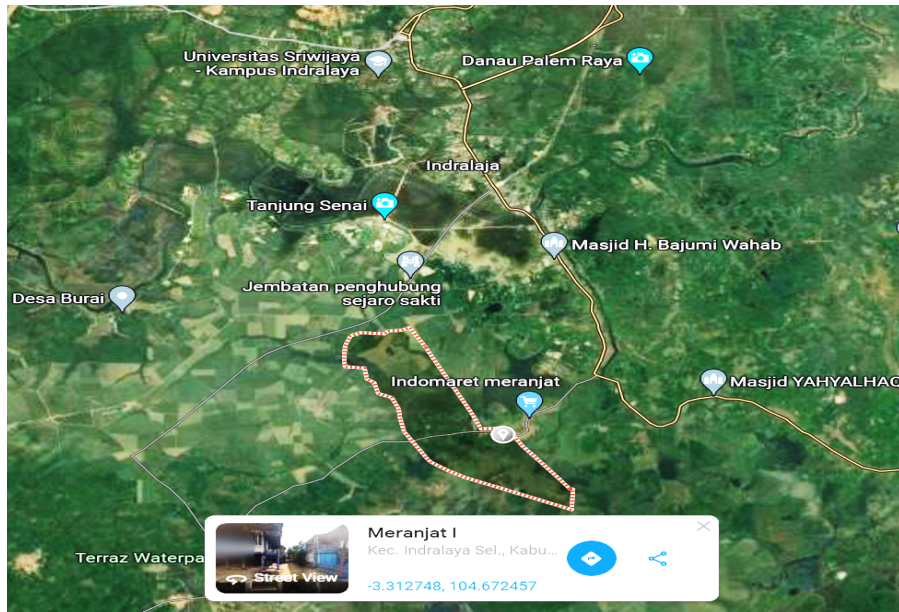 Universitas Sriwijaya
- Kampus Indralaya
Danau Palem Raya
Indralaja
Tanjung Senai
Masjid H. Bajumi Wahab
Jembatan penghubung
sejaro sakti
Desa Burai
Indomaret meranjat
Masjid YAHYALHAQ
Terraz Waterpa
Meranjat I
Kec. Indralaya Sel., Kabu...
Street View
-3.312748, 104.672457